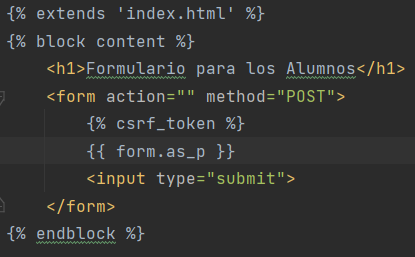 {% extends 'index.html' %}
{% block content %}
<h1>Formulario para los Alumnos</h1>
<form action="" method="POST">
{% csrf_token %}
{{ form.as_p }}
<input type="submit">
</form>
{% endblock %}